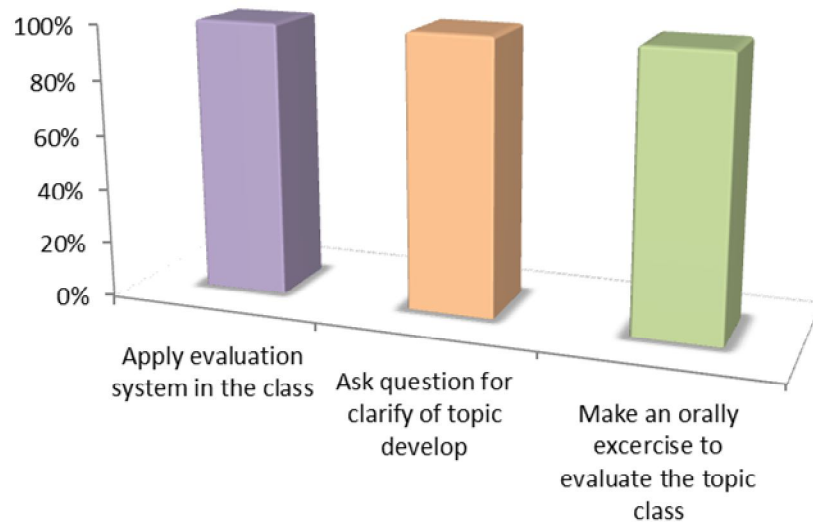 100%
80%
60%
40%
20%
0%
Apply evaluation
system in the class
Ask question for
clarify of topic
develop
Make an orally
excercise to
evaluate the topic
class